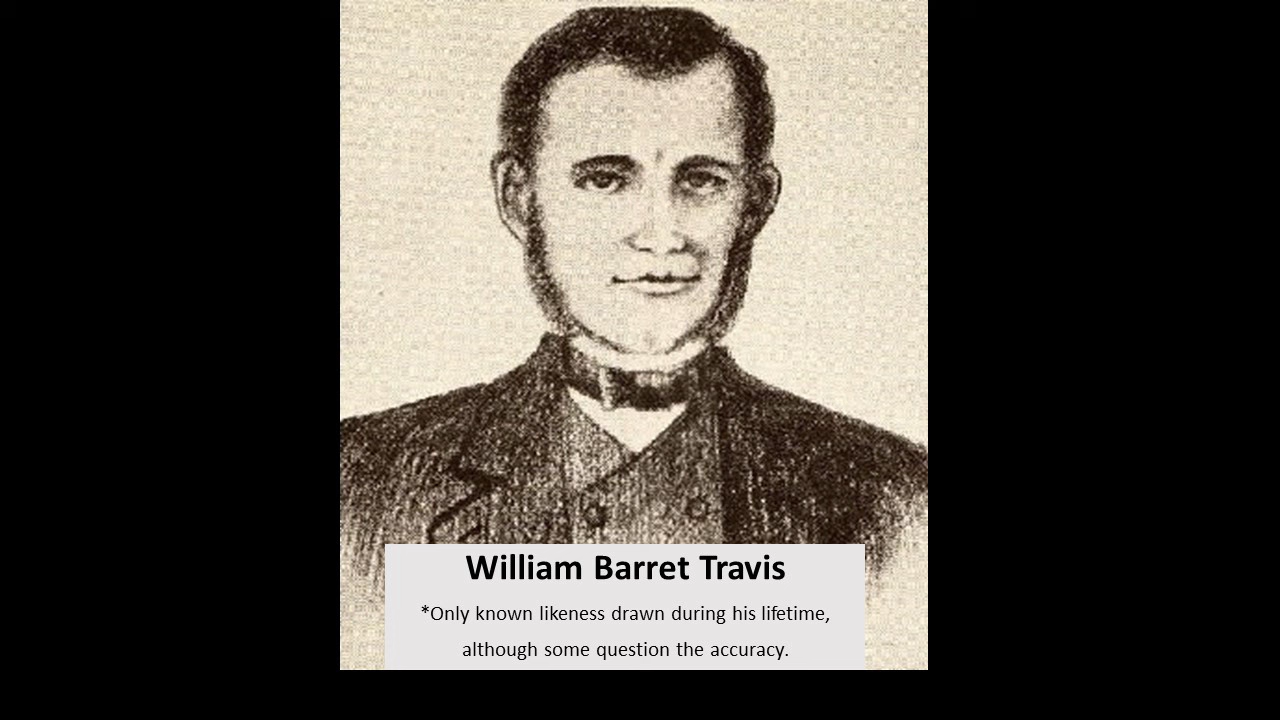 William Barret Travis
*Only known likeness drawn during his lifetime,
although some question the accuracy.